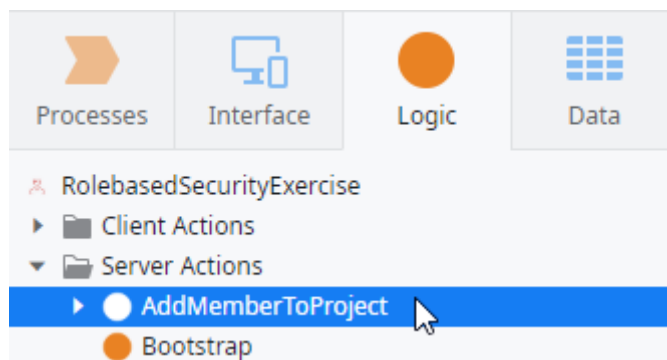 Processes Interface Logic Data
RolebasedSecurityExercise
Client Actions
Server Actions
AddMemberToProject
Bootstrap